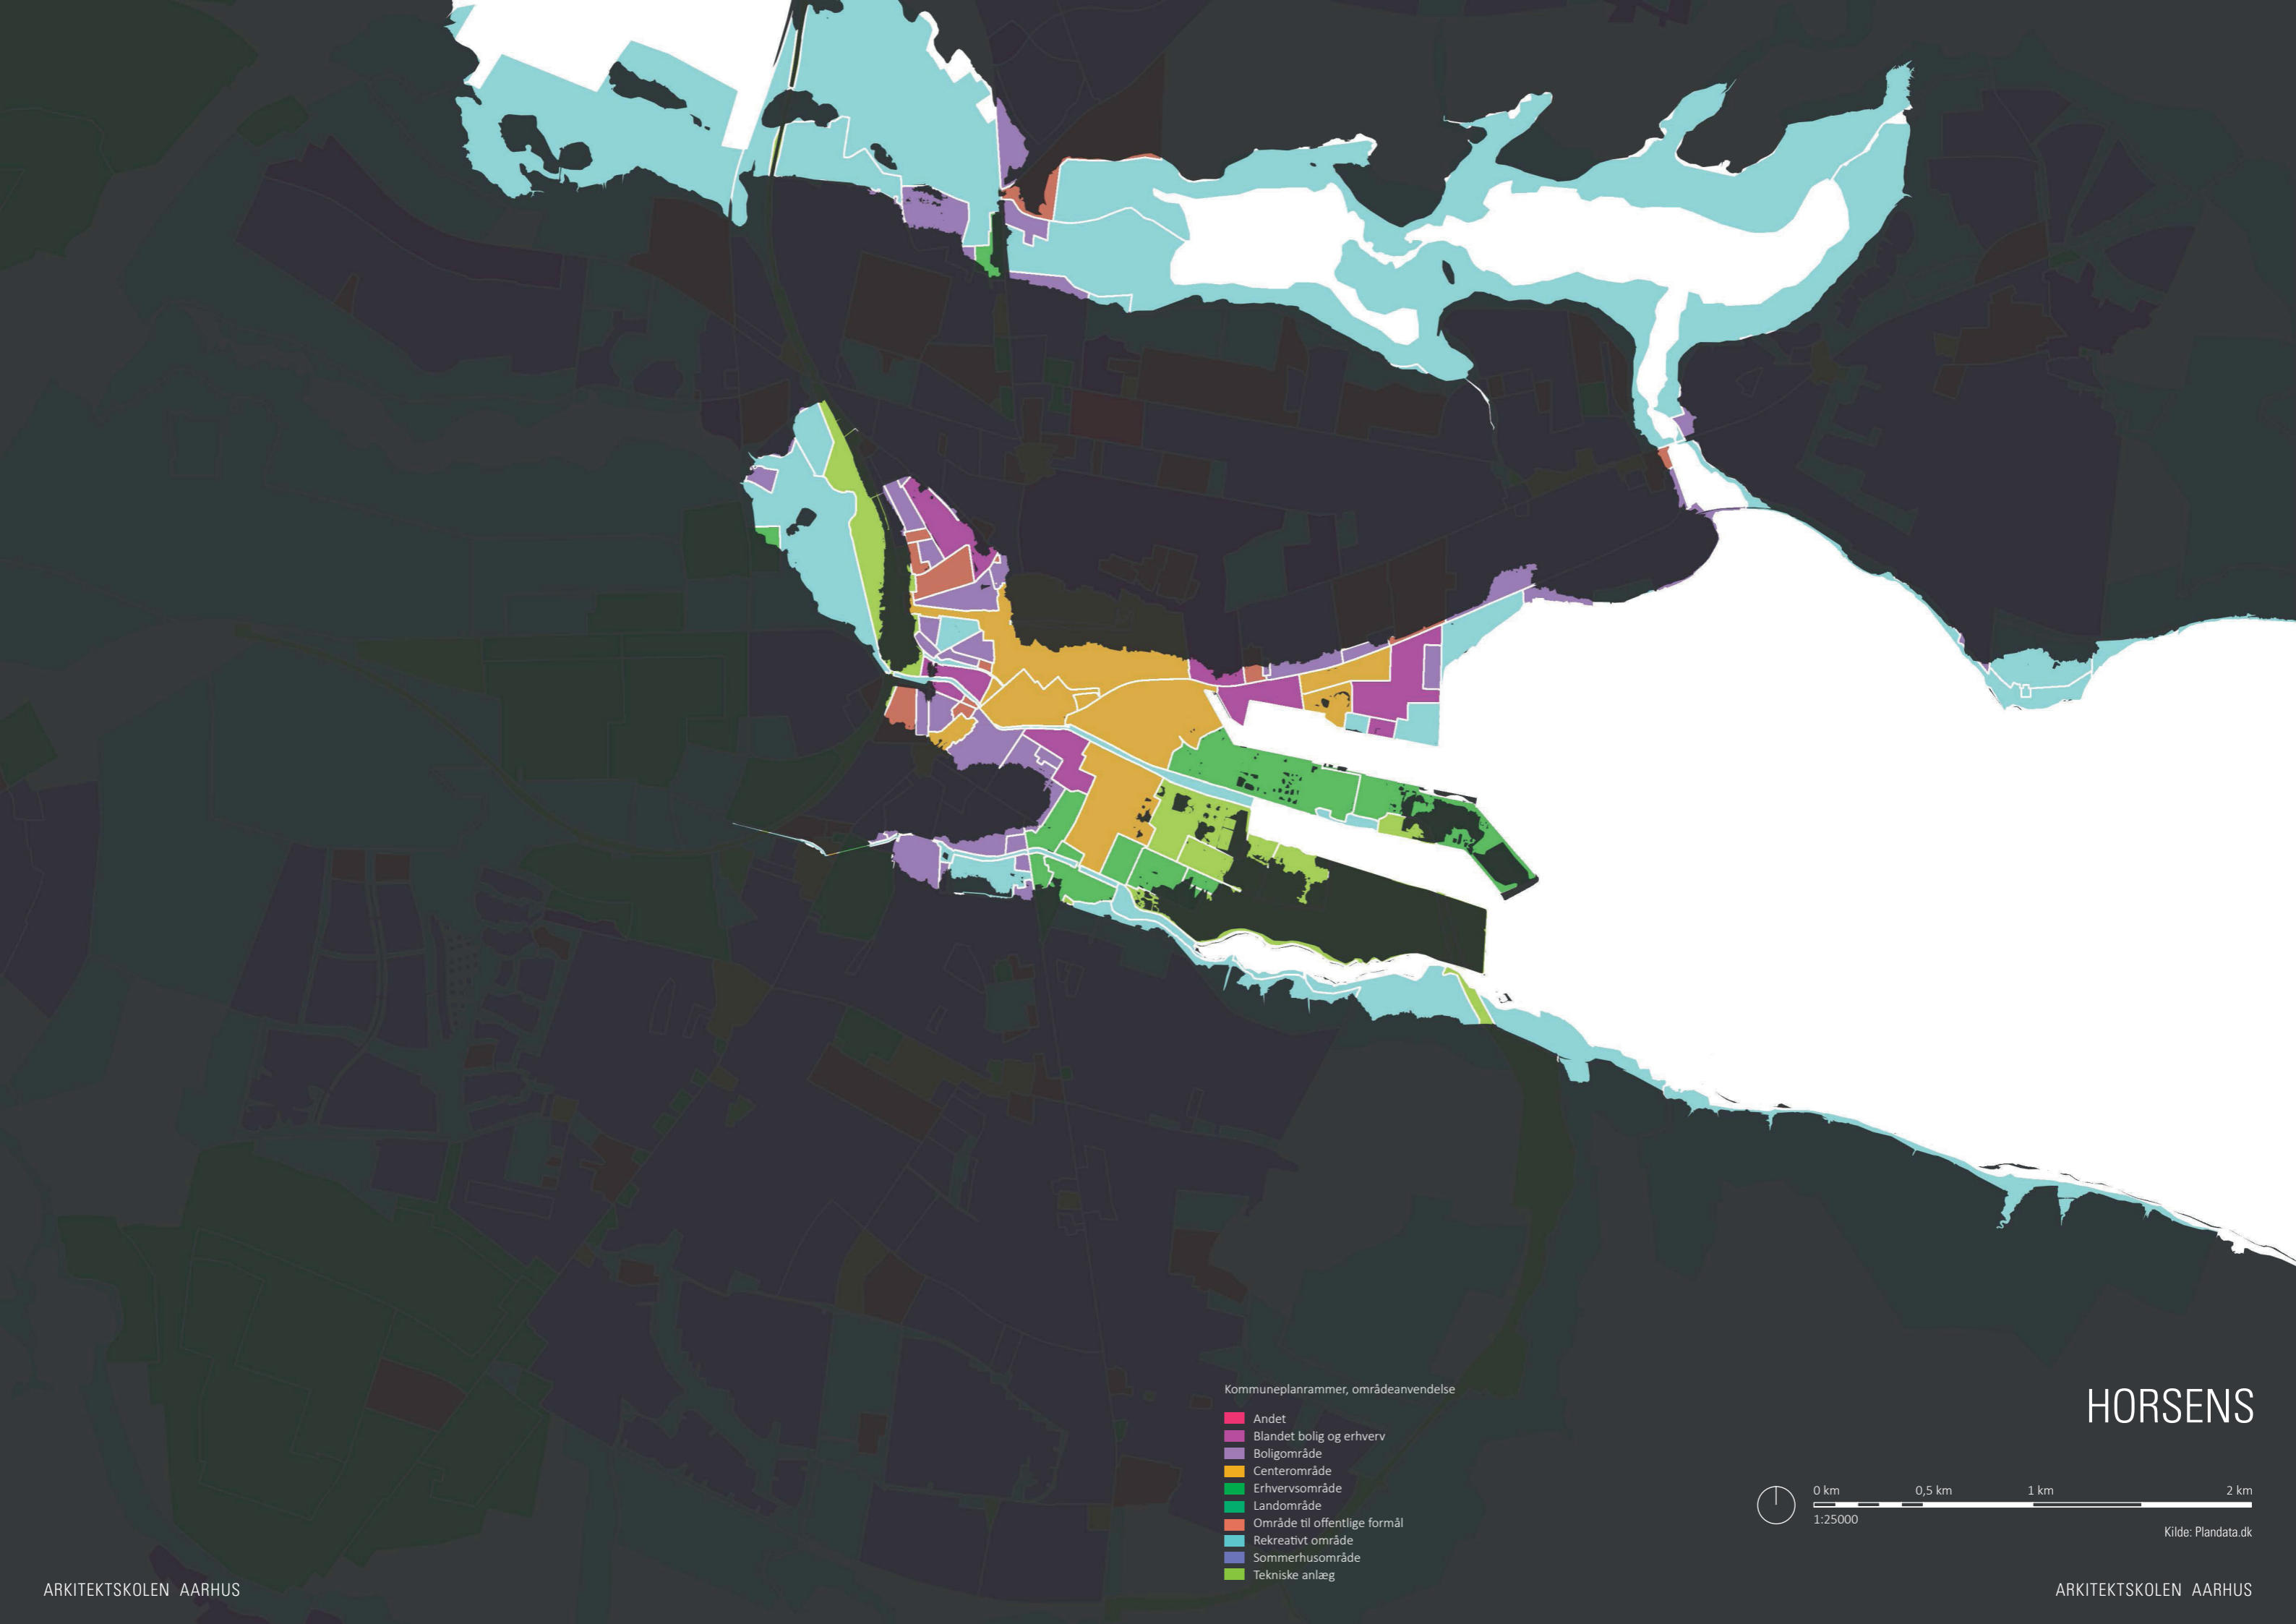 Kommuneplanrammer, områdeanvendelse
Andet
Blandet bolig og erhverv
Boligområde
Centerområde
Erhvervsområde
Landområde
Område til offentlige formål
Rekreativt område
Sommerhusområde
Tekniske anlæg
HORSENS
0 km 0,5 km 1 km 2 km
1:25000
Kilde: Plandata.dk
ARKITEKTSKOLEN AARHUS
ARKITEKTSKOLEN AARHUS